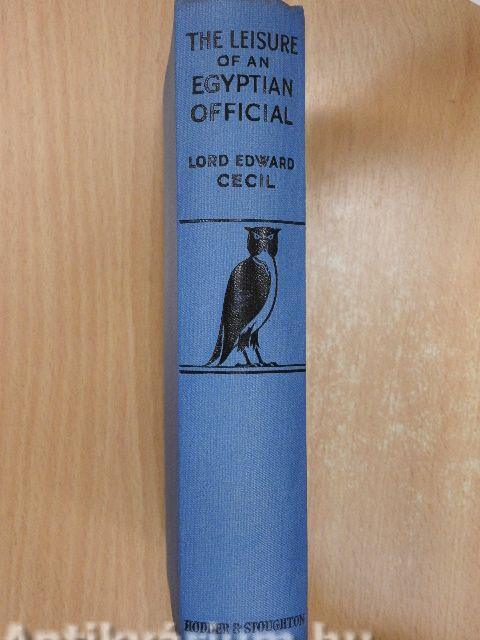 THE LEISURE
OF AN
EGYPTIAN
OFFICIAL
LORD EDWARD
CECIL
HODDER & STOUGHTON